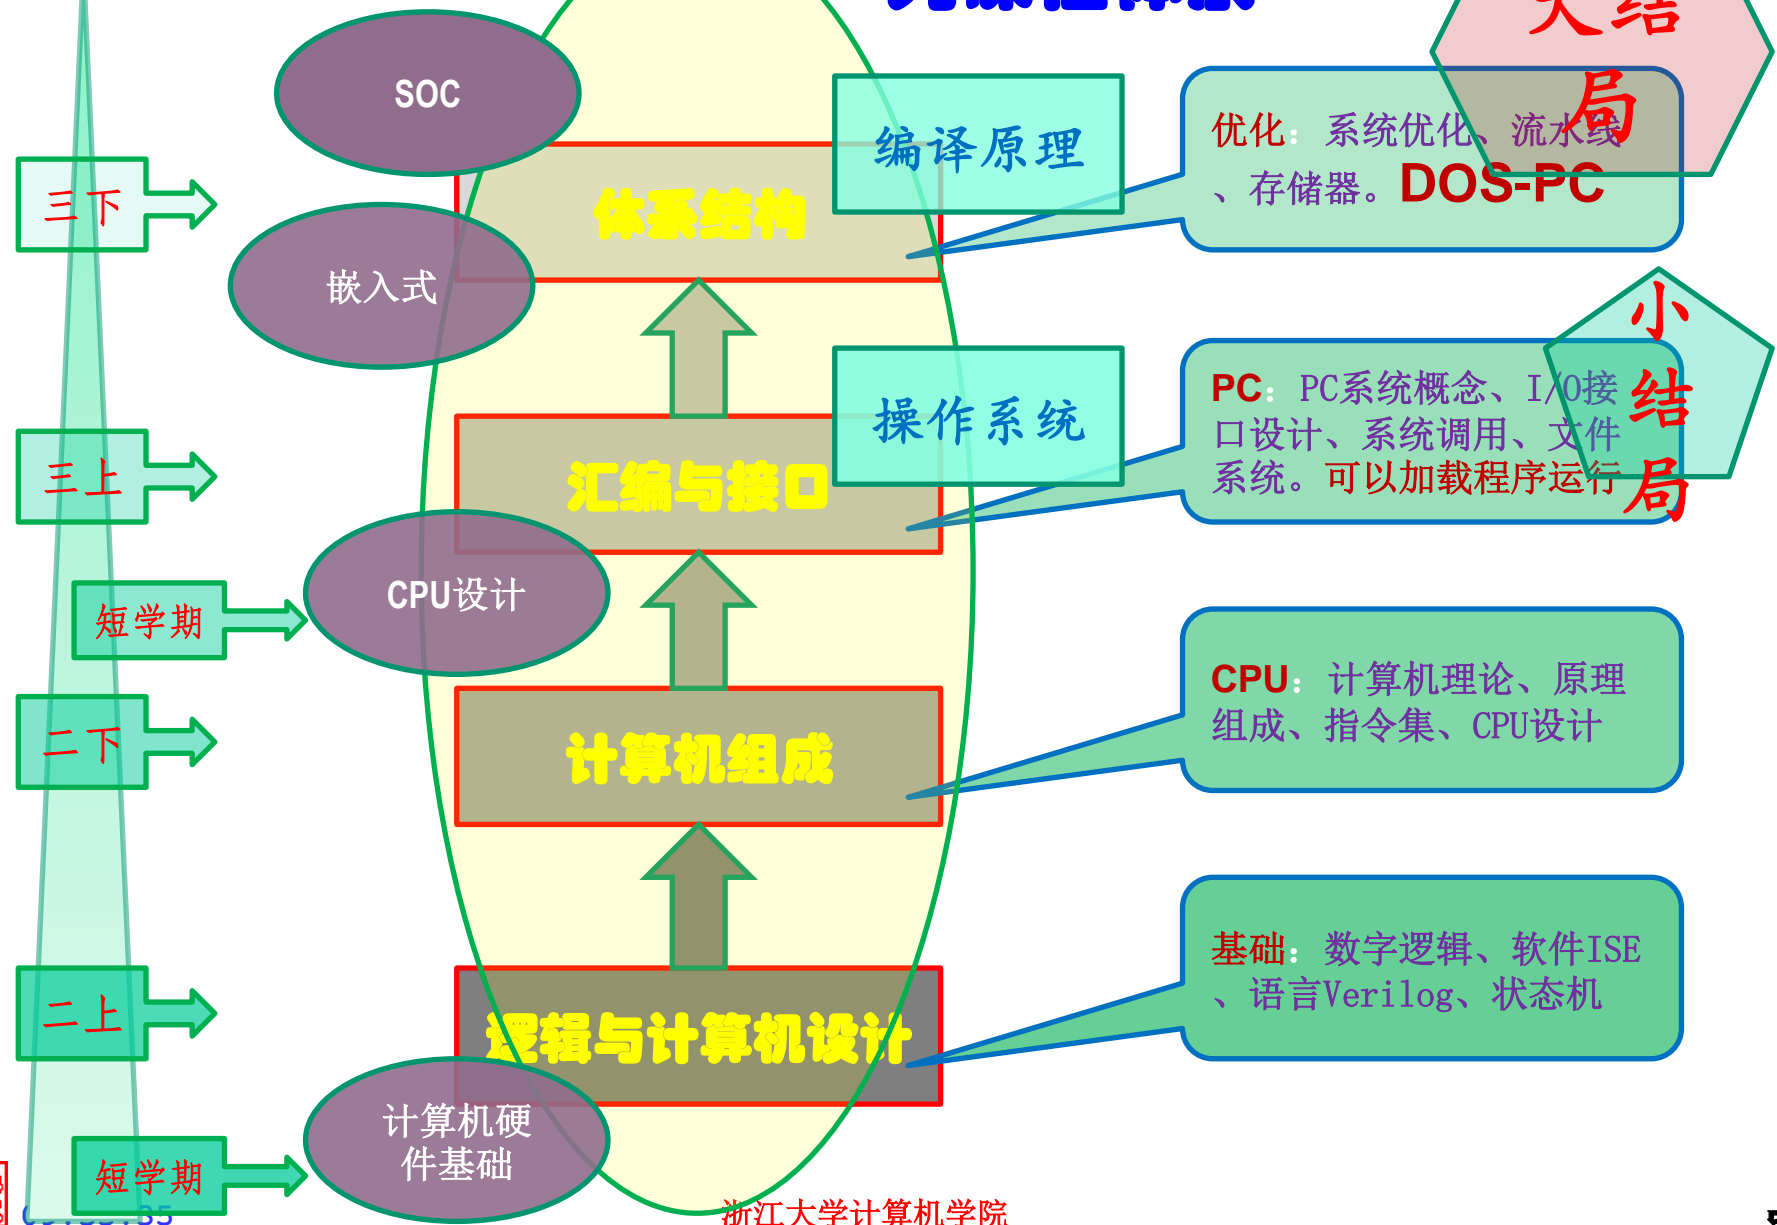 大结
局
SOC
编译原理
优化：系统优化、流水线
、存储器。DOS-PC
三下
体系结构
嵌入式
小
结
局
操作系统
PC：PC系统概念、I/O接
口设计、系统调用、文件
系统。可以加载程序运行
三上
汇编与接口
CPU设计
短学期
CPU：计算机理论、原理
组成、指令集、CPU设计
二下
计算机组成
基础：数字逻辑、软件ISE
、语言Verilog、状态机
二上
逻辑与计算机设计
计算机硬
件基础
短学期
浙江大学计算机学院